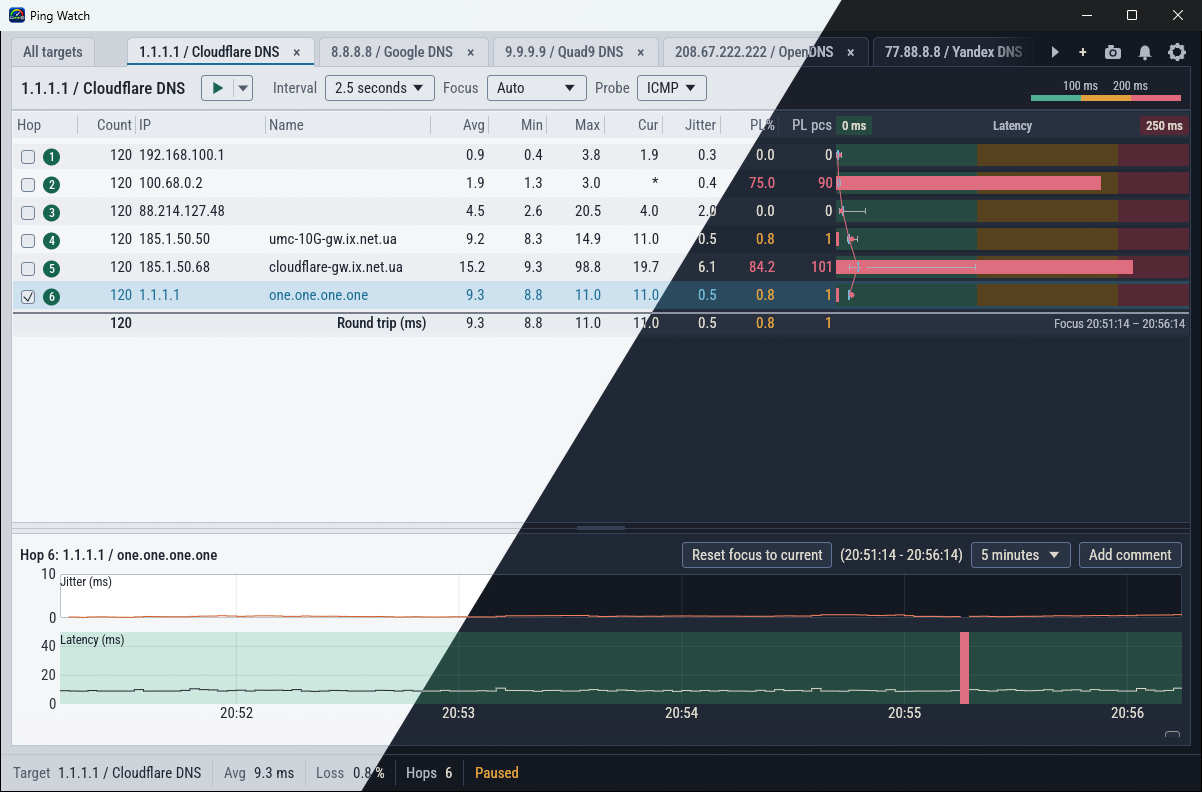 Ping Watch
All targets 1.1.1.1 / Cloudflare DNS × 8.8.8.8 / Google DNS × 9.9.9.9 / Quad9 DNS × 208.67.222.222 / OpenDNS × 77.88.8.8 / Yandex DNS +
1.1.1.1 / Cloudflare DNS Interval 2.5 seconds Focus Auto Probe ICMP 100 ms 200 ms
Hop Count IP Name Avg Min Max Cur Jitter PL% PL pcs 0 ms Latency 250 ms
1 120 192.168.100.1 0.9 0.4 3.8 1.9 0.3 0.0 0
2 120 100.68.0.2 1.9 1.3 3.0 * 0.4 75.0 90
3 120 88.214.127.48 4.5 2.6 20.5 4.0 2.0 0.0 0
4 120 185.1.50.50 umc-10G-gw.ix.net.ua 9.2 8.3 14.9 11.0 0.5 0.8 1
5 120 185.1.50.68 cloudflare-gw.ix.net.ua 15.2 9.3 98.8 19.7 6.1 84.2 101
6 120 1.1.1.1 one.one.one.one 9.3 8.8 11.0 11.0 0.5 0.8 1
120 Round trip (ms) 9.3 8.8 11.0 11.0 0.5 0.8 1 Focus 20:51:14 – 20:56:14
Hop 6: 1.1.1.1 / one.one.one.one Reset focus to current (20:51:14 - 20:56:14) 5 minutes Add comment
10 Jitter (ms)
0
Latency (ms)
40
20
0
20:52 20:53 20:54 20:55 20:56
Target 1.1.1.1 / Cloudflare DNS Avg 9.3 ms Loss 0.8 % Hops 6 Paused